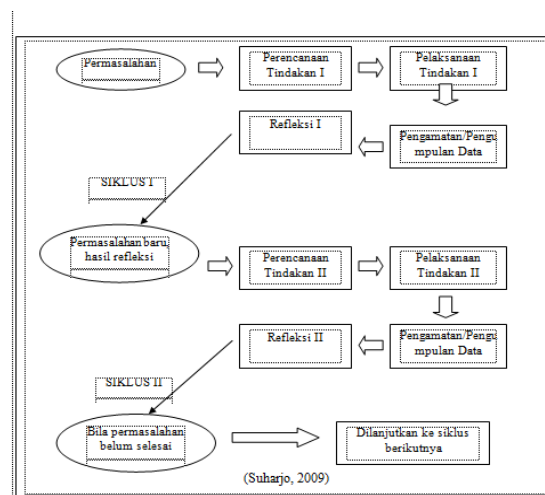 Permasalahan
Perencanaan
Tindakan I
Pelaksanaan
Tindakan I
Refleksi I
Pengamatan/Pengu
mpulan Data
SIKLUS I
Permasalahan baru,
hasil refleksi
Perencanaan
Tindakan II
Pelaksanaan
Tindakan II
Refleksi II
Pengamatan/Pengu
mpulan Data
SIKLUS II
Bila permasalahan
belum selesai
Dilanjutkan ke siklus
berikutnya
(Suharjo, 2009)